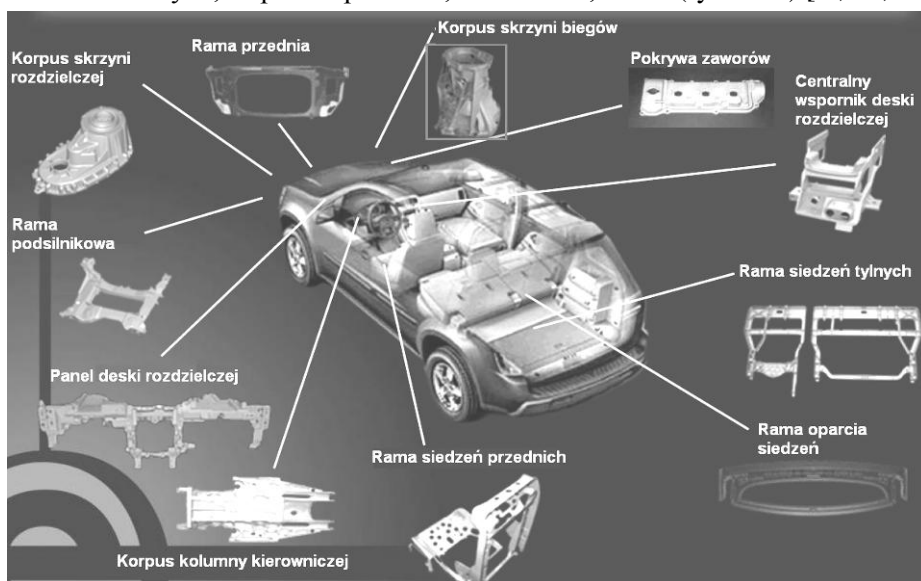 Korpus skrzyni biegów
Rama przednia
Korpus skrzyni
rozdzielczej
Pokrywa zaworów
Centralny
wspornik deski
rozdzielczej
Rama
podsilnikowa
Rama siedzeń tylnych
Panel deski rozdzielczej
Rama oparcia
siedzeń
Rama siedzeń przednich
Korpus kolumny kierowniczej